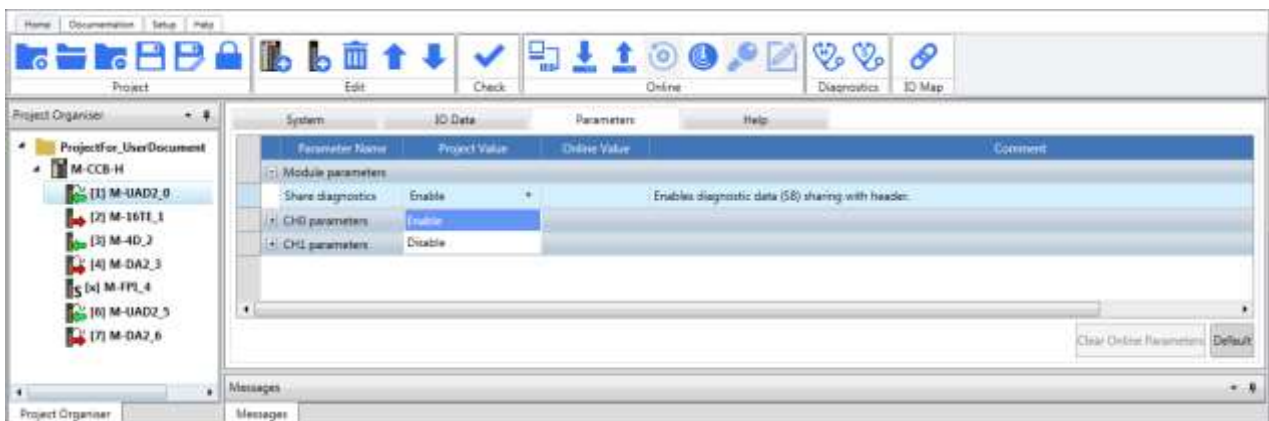 Home Documentation Setup Help
Project Edit Check Online Diagnostics IO Map
Project Organiser
System IO Data Parameters Help
ProjectFor_UserDocument
M-CCB-H
[1] M-UAD2_0
[2] M-16TE_1
[3] M-4D_2
[4] M-DA2_3
S [x] M-FPI_4
[6] M-UAD2_5
[7] M-DA2_6
Parameter Name Project Value Online Value Comment
Module parameters
Share diagnostics Enable Enables diagnostic data (5B) sharing with header.
CH0 parameters Enable
CH1 parameters Disable
Clear Online Parameters Default
Messages
Project Organiser Messages